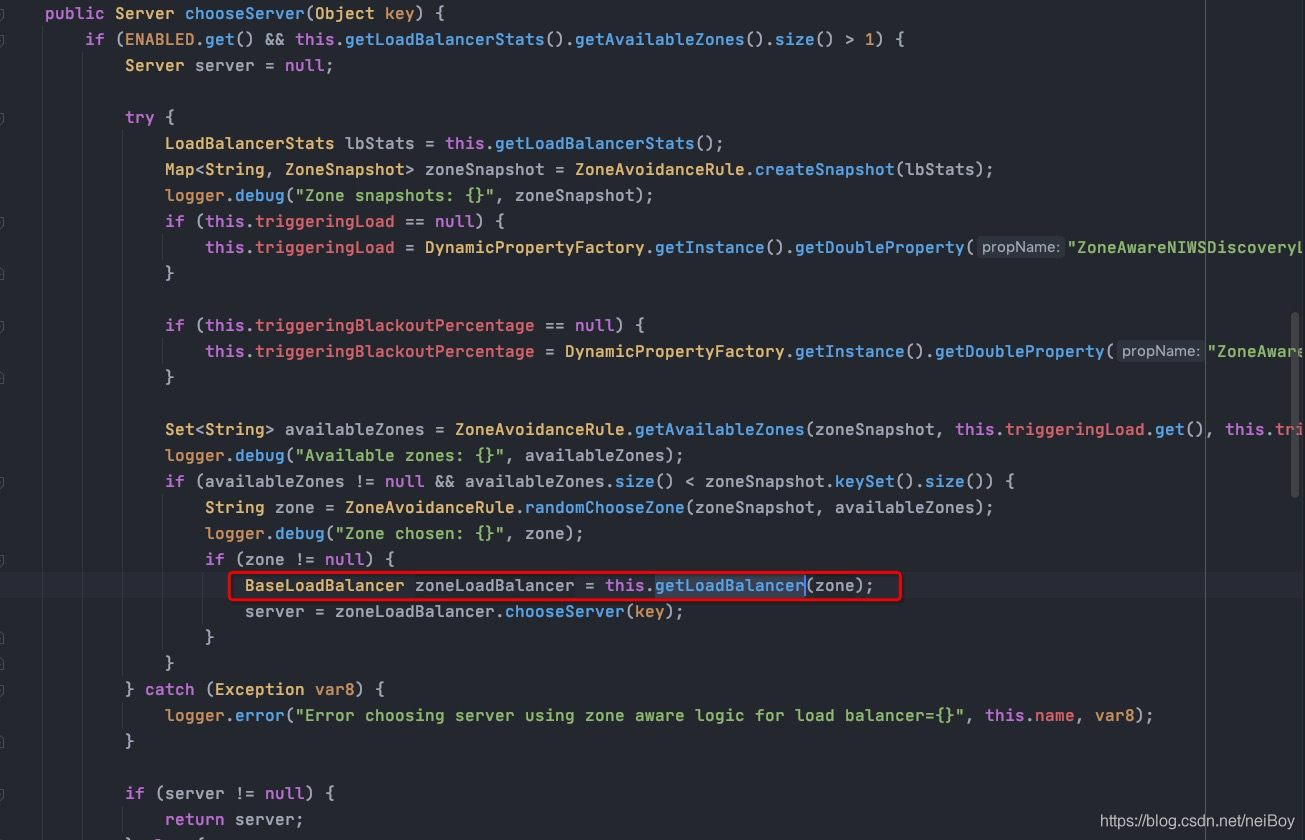 public Server chooseServer(Object key) {
if (ENABLED.get() && this.getLoadBalancerStats().getAvailableZones().size() > 1) {
Server server = null;
try {
LoadBalancerStats lbStats = this.getLoadBalancerStats();
Map<String, ZoneSnapshot> zoneSnapshot = ZoneAvoidanceRule.createSnapshot(lbStats);
logger.debug("Zone snapshots: {}", zoneSnapshot);
if (this.triggeringLoad == null) {
this.triggeringLoad = DynamicPropertyFactory.getInstance().getDoubleProperty( propName: "ZoneAwareNIWSDiscoveryL
}
if (this.triggeringBlackoutPercentage == null) {
this.triggeringBlackoutPercentage = DynamicPropertyFactory.getInstance().getDoubleProperty( propName: "ZoneAware
}
Set<String> availableZones = ZoneAvoidanceRule.getAvailableZones(zoneSnapshot, this.triggeringLoad.get(), this.tri
logger.debug("Available zones: {}", availableZones);
if (availableZones != null && availableZones.size() < zoneSnapshot.keySet().size()) {
String zone = ZoneAvoidanceRule.randomChooseZone(zoneSnapshot, availableZones);
logger.debug("Zone chosen: {}", zone);
if (zone != null) {
BaseLoadBalancer zoneLoadBalancer = this.getLoadBalancer(zone);
server = zoneLoadBalancer.chooseServer(key);
}
}
} catch (Exception var8) {
logger.error("Error choosing server using zone aware logic for load balancer={}", this.name, var8);
}
if (server != null) {
return server;
https://blog.csdn.net/neiBoy